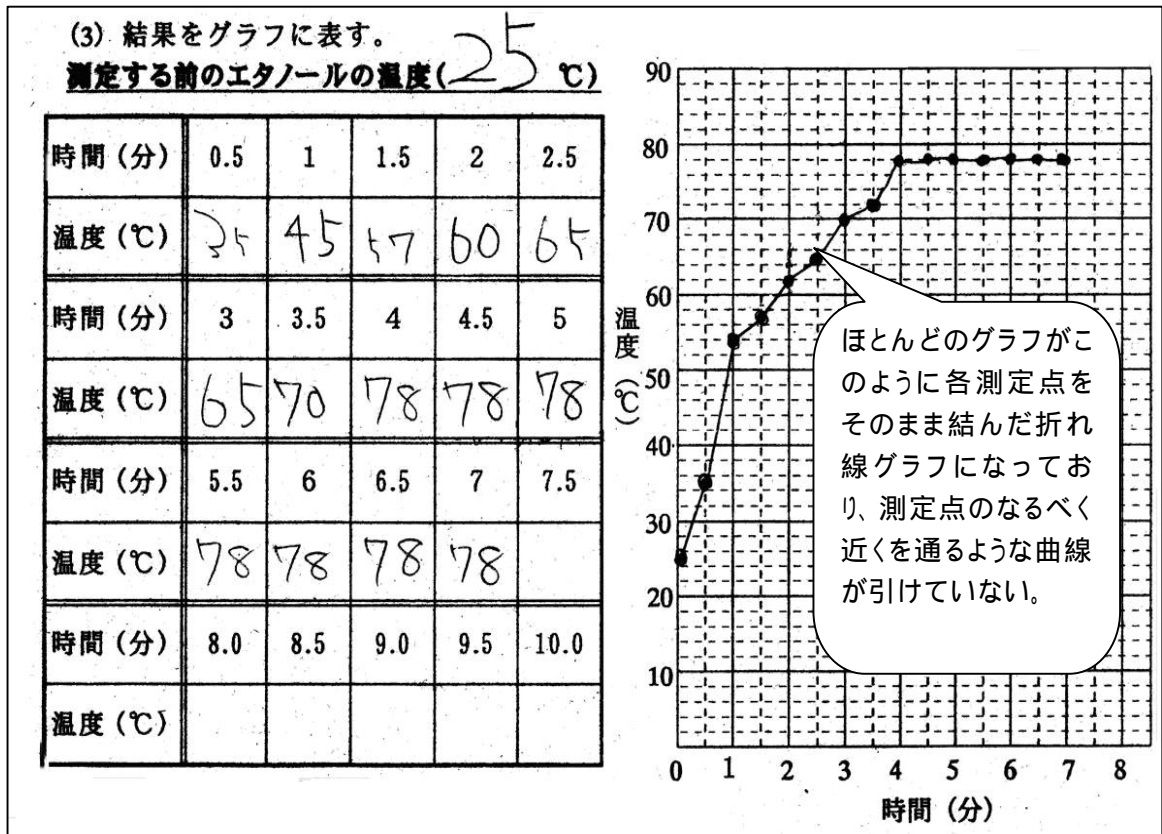 (3) 結果をグラフに表す。
測定する前のエタノールの温度( 25 ℃)
時間(分) 0.5 1 1.5 2 2.5
温度(℃) 35 45 57 60 65
時間(分) 3 3.5 4 4.5 5
温度(℃) 65 70 78 78 78
時間(分) 5.5 6 6.5 7 7.5
温度(℃) 78 78 78 78
時間(分) 8.0 8.5 9.0 9.5 10.0
温度(℃)
90
80
70
60
50
40
30
20
10
0 1 2 3 4 5 6 7 8
温度(℃)
時間(分)
ほとんどのグラフがこ
のように各測定点を
そのまま結んだ折れ
線グラフになってお
り、測定点のなるべく
近くを通るような曲線
が引けていない。